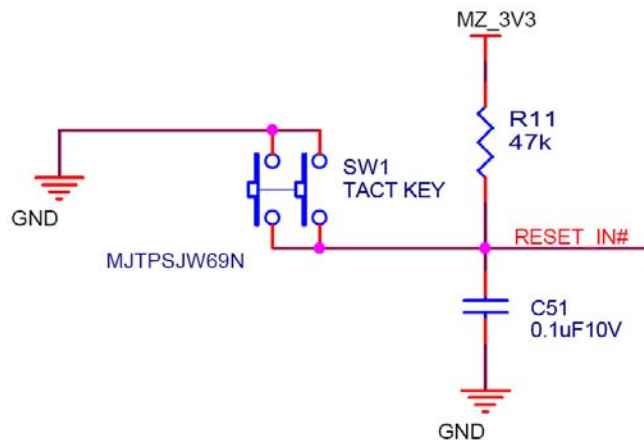 MZ_3V3
R11
47k
SW1
TACT KEY
GND
RESET_IN#
MJTPSJW69N
C51
0.1uF10V
GND